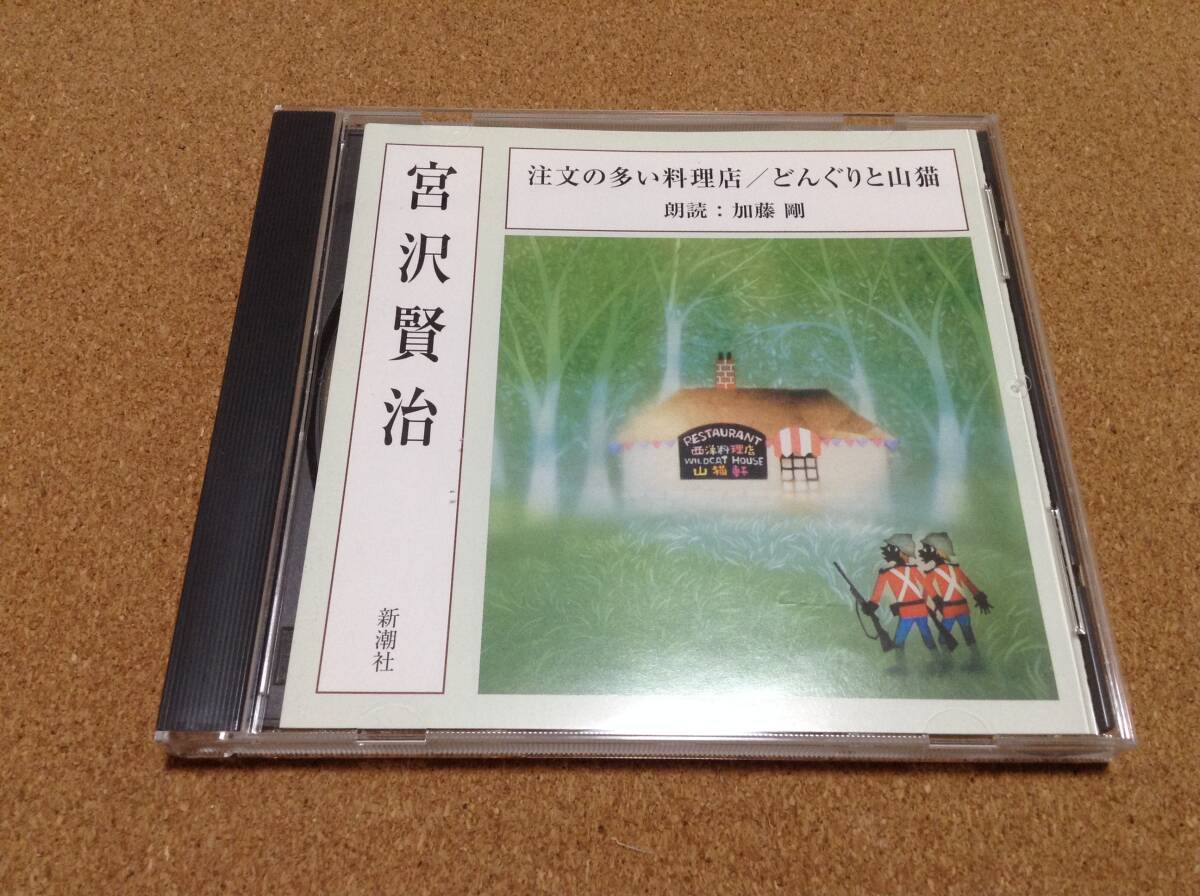 宮沢賢治
新潮社
注文の多い料理店／どんぐりと山猫
朗読：加藤 剛
RESTAURANT
西洋料理店
WILDCAT HOUSE
山猫軒